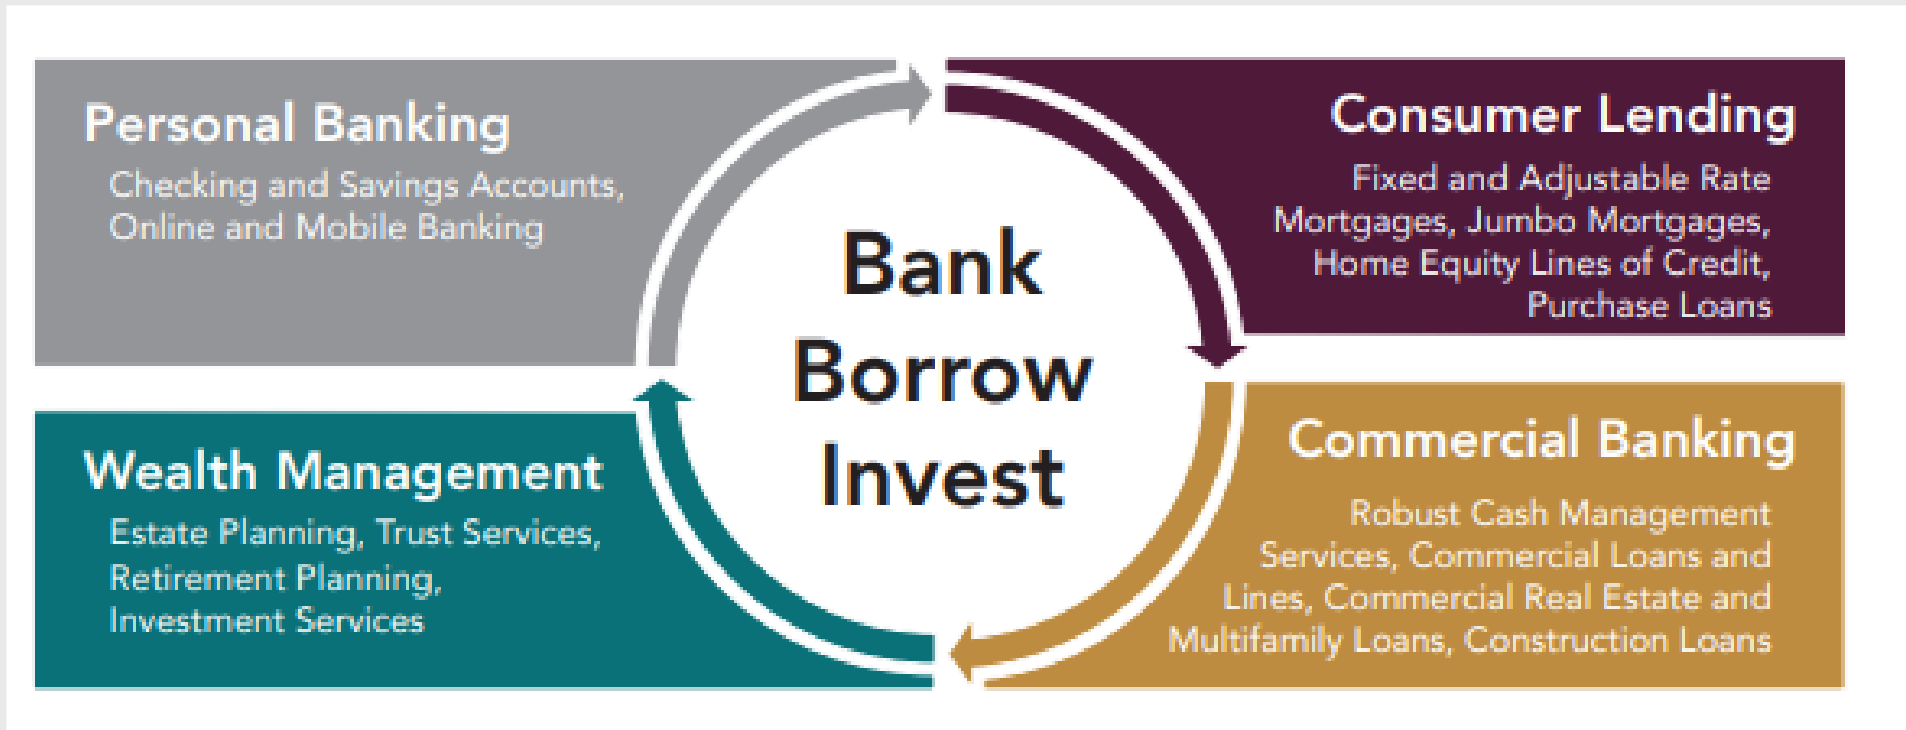 Personal Banking
Checking and Savings Accounts,
Online and Mobile Banking
Consumer Lending
Fixed and Adjustable Rate
Mortgages, Jumbo Mortgages,
Home Equity Lines of Credit,
Purchase Loans
Bank
Borrow
Invest
Wealth Management
Estate Planning, Trust Services,
Retirement Planning,
Investment Services
Commercial Banking
Robust Cash Management
Services, Commercial Loans and
Lines, Commercial Real Estate and
Multifamily Loans, Construction Loans